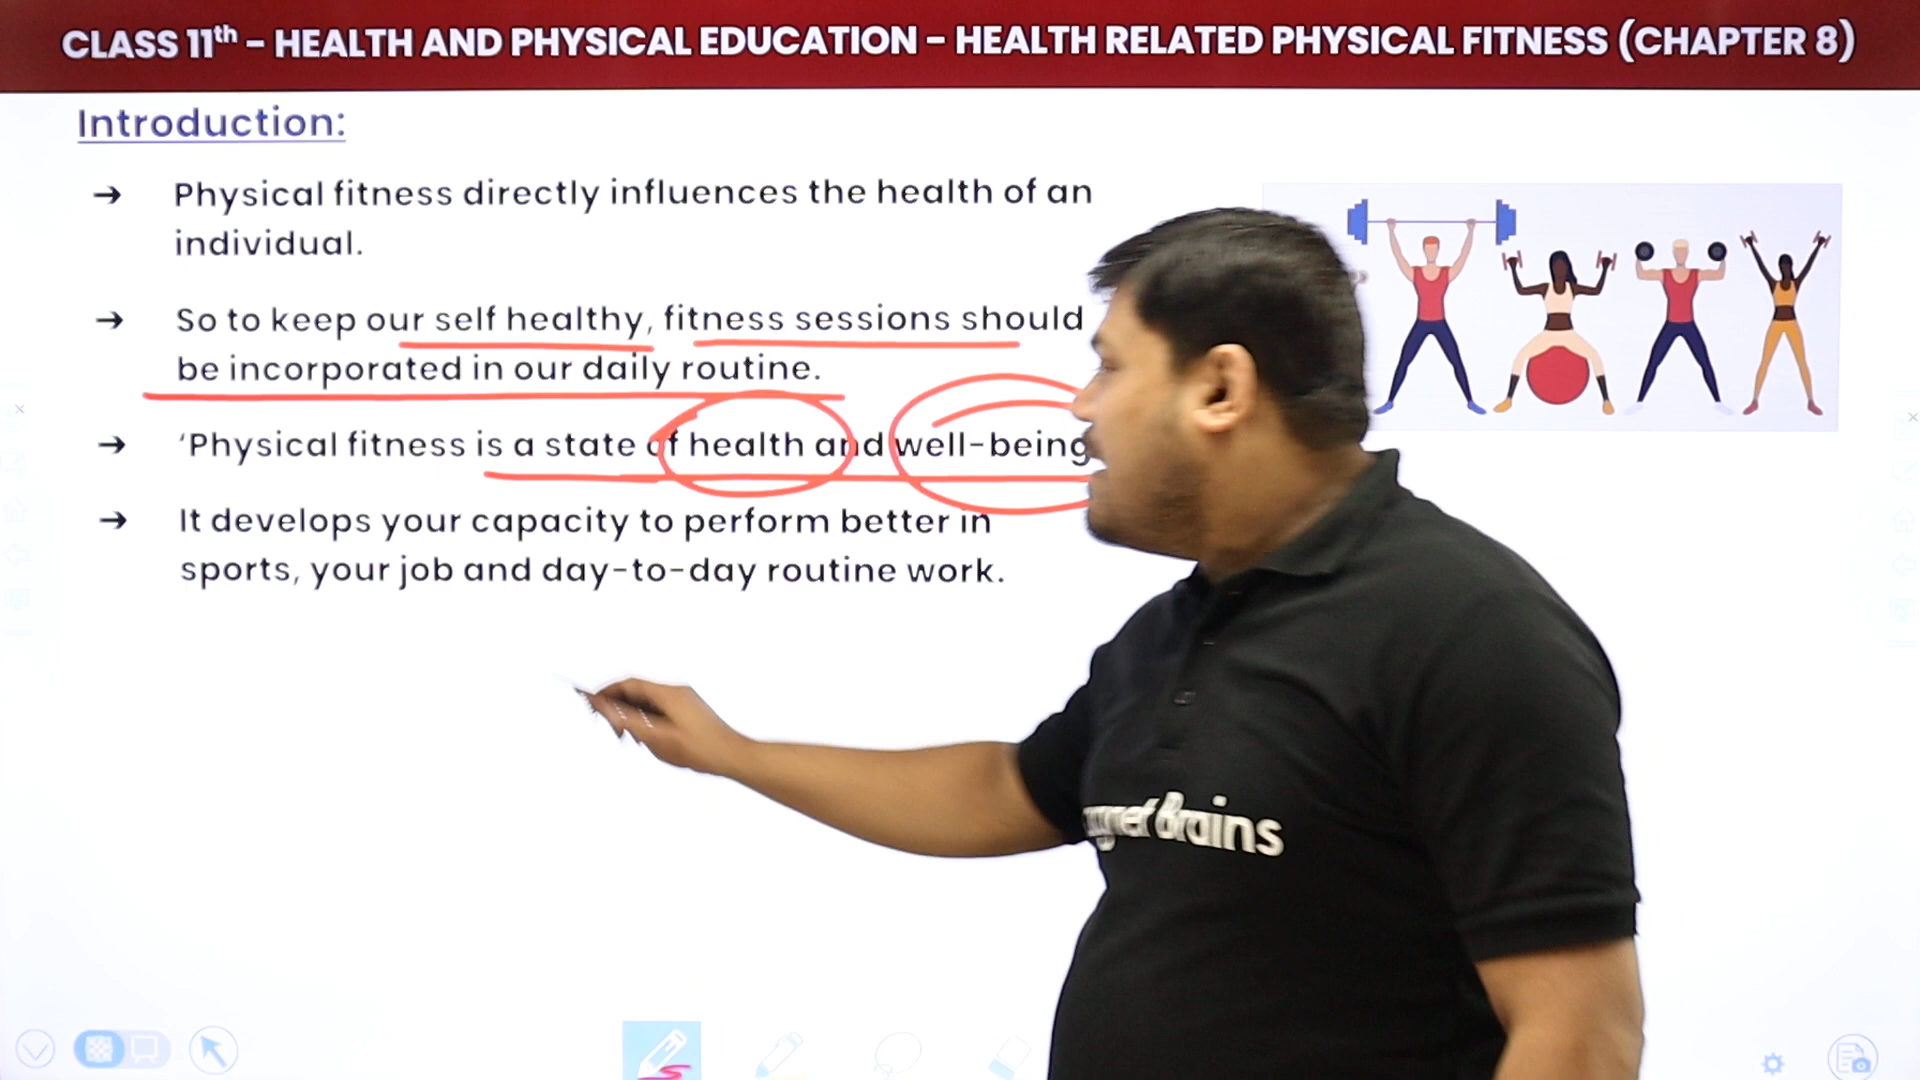 CLASS 11th – HEALTH AND PHYSICAL EDUCATION – HEALTH RELATED PHYSICAL FITNESS (CHAPTER 8)
Introduction:
→ Physical fitness directly influences the health of an
individual.
→ So to keep our self healthy, fitness sessions should
be incorporated in our daily routine.
→ ‘Physical fitness is a state of health and well-being
→ It develops your capacity to perform better in
sports, your job and day-to-day routine work.
Brains